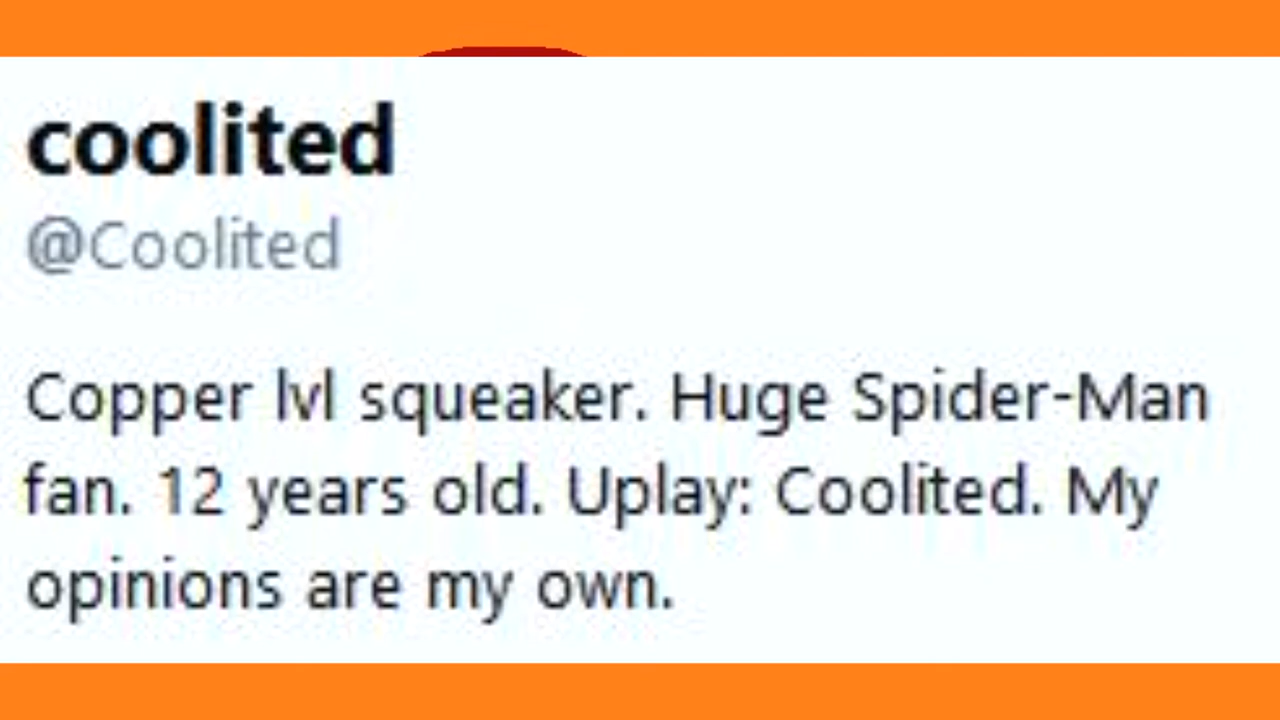 coolited
@Coolited
Copper lvl squeaker. Huge Spider-Man
fan. 12 years old. Uplay: Coolited. My
opinions are my own.